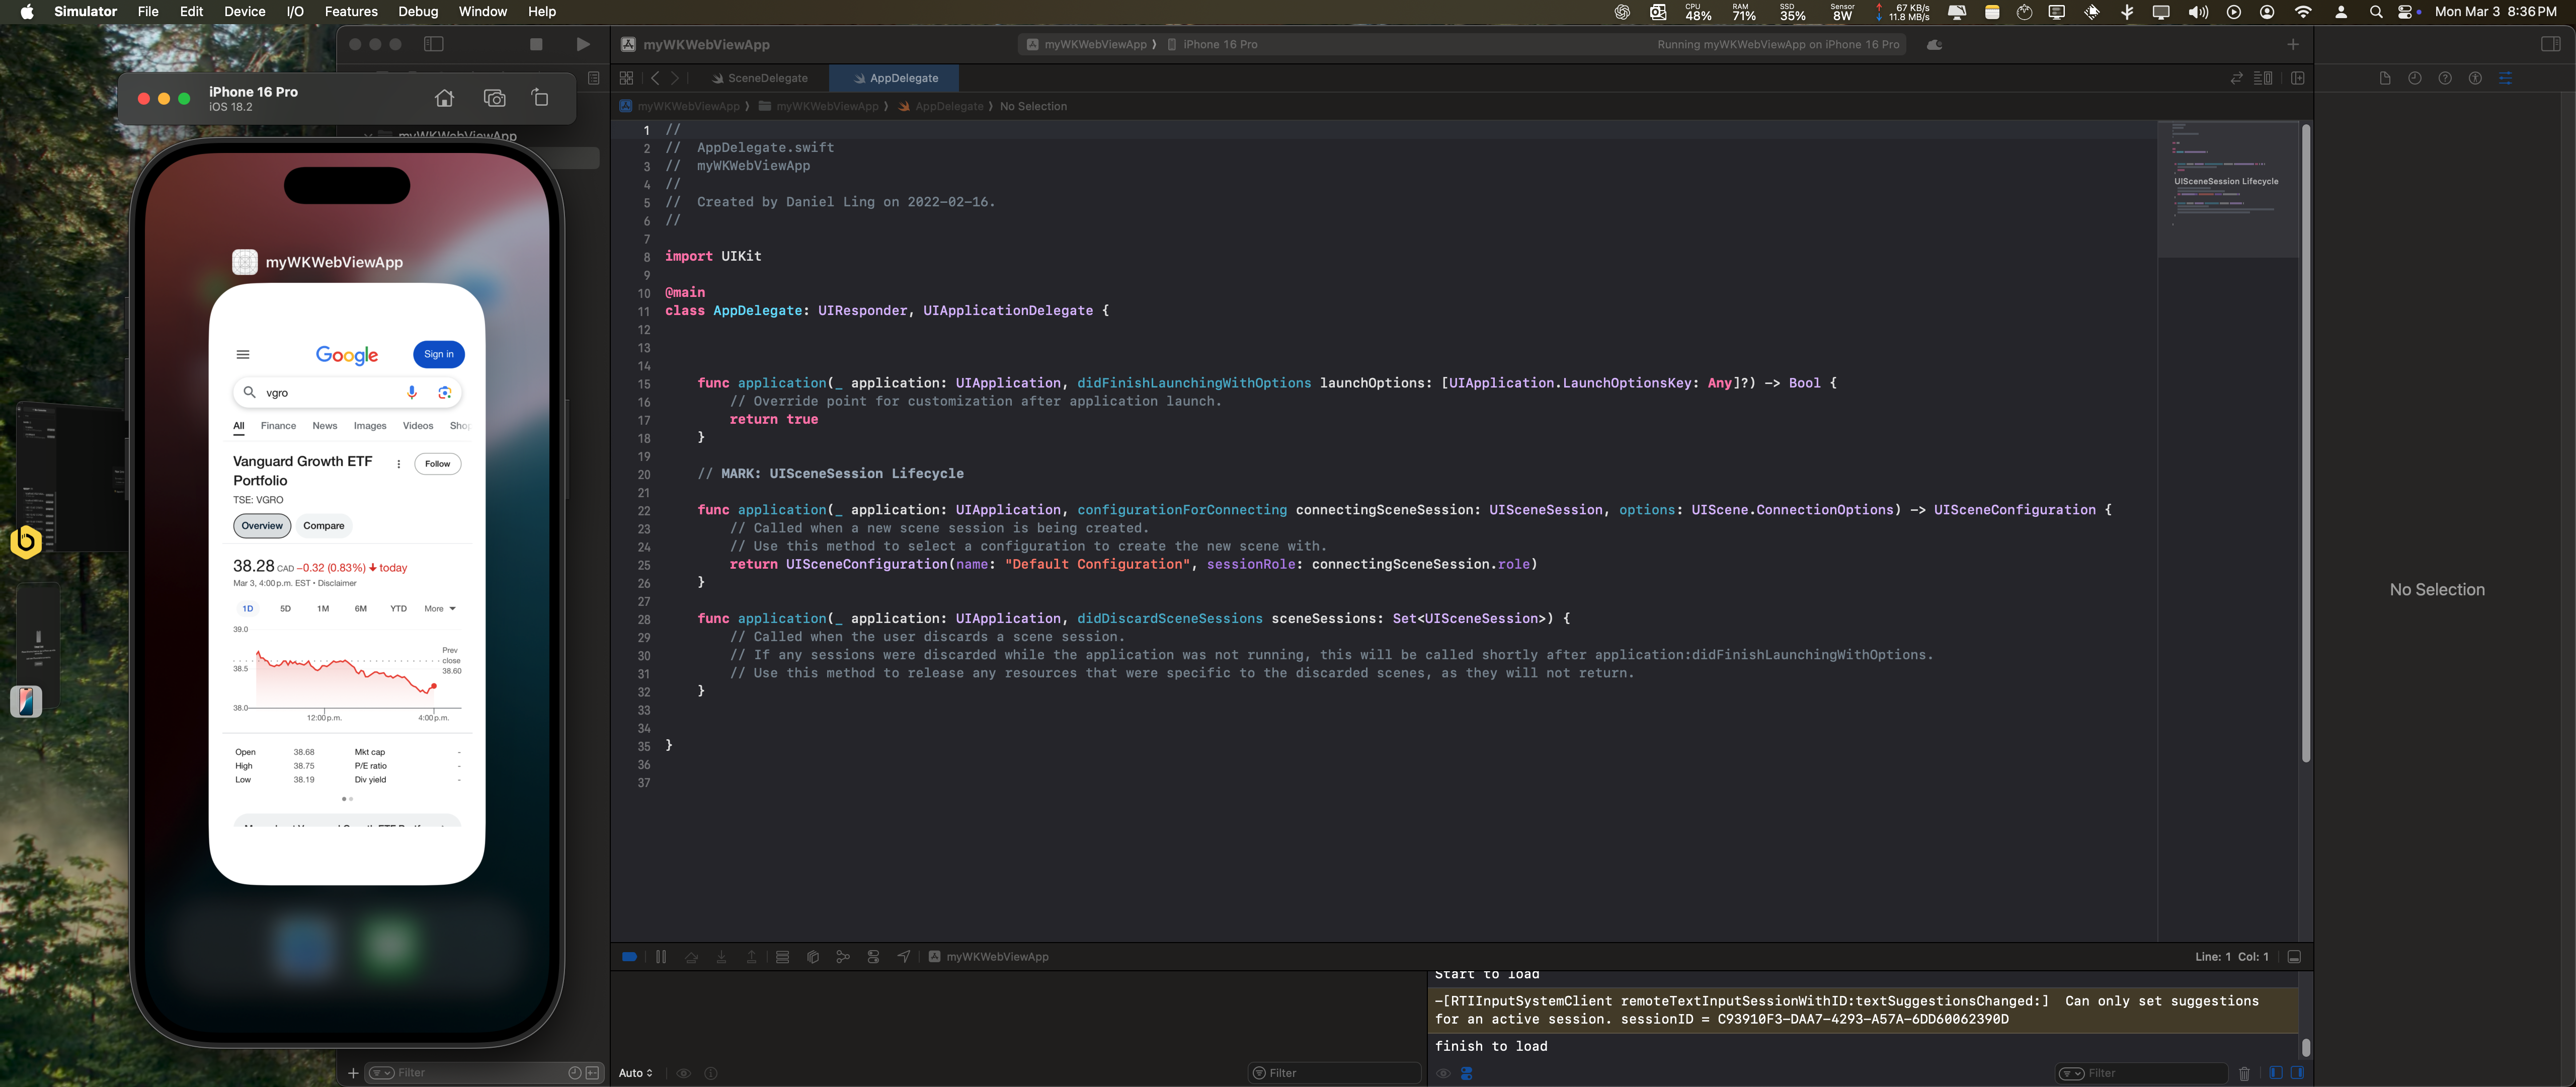 Simulator File Edit Device I/O Features Debug Window Help
CPU 48% RAM 71% SSD 35% Sensor 8W 67 KB/s 11.8 MB/s Mon Mar 3 8:36 PM
iPhone 16 Pro
iOS 18.2
myWKWebViewApp
myWKWebViewApp
Google
Sign in
vgro
All Finance News Images Videos
Vanguard Growth ETF
Portfolio
Follow
TSE: VGRO
Overview Compare
38.28 CAD −0.32 (0.83%) today
Mar 3, 4:00 p.m. EST • Disclaimer
1D 5D 1M 6M YTD More
39.0
38.5
38.0
Prev
close
38.60
12:00 p.m. 4:00 p.m.
Open 38.68 Mkt cap -
High 38.75 P/E ratio -
Low 38.19 Div yield -
Filter
myWKWebViewApp
myWKWebViewApp ⟩ iPhone 16 Pro
Running myWKWebViewApp on iPhone 16 Pro
SceneDelegate AppDelegate
myWKWebViewApp ⟩ myWKWebViewApp ⟩ AppDelegate ⟩ No Selection
1 //
2 //  AppDelegate.swift
3 //  myWKWebViewApp
4 //
5 //  Created by Daniel Ling on 2022-02-16.
6 //
7
8 import UIKit
9
10 @main
11 class AppDelegate: UIResponder, UIApplicationDelegate {
12
13
14
15 func application(_ application: UIApplication, didFinishLaunchingWithOptions launchOptions: [UIApplication.LaunchOptionsKey: Any]?) -> Bool {
16 // Override point for customization after application launch.
17 return true
18 }
19
20 // MARK: UISceneSession Lifecycle
21
22 func application(_ application: UIApplication, configurationForConnecting connectingSceneSession: UISceneSession, options: UIScene.ConnectionOptions) -> UISceneConfiguration {
23 // Called when a new scene session is being created.
24 // Use this method to select a configuration to create the new scene with.
25 return UISceneConfiguration(name: "Default Configuration", sessionRole: connectingSceneSession.role)
26 }
27
28 func application(_ application: UIApplication, didDiscardSceneSessions sceneSessions: Set<UISceneSession>) {
29 // Called when the user discards a scene session.
30 // If any sessions were discarded while the application was not running, this will be called shortly after application:didFinishLaunchingWithOptions.
31 // Use this method to release any resources that were specific to the discarded scenes, as they will not return.
32 }
33
34
35 }
36
37
UISceneSession Lifecycle
No Selection
myWKWebViewApp
Line: 1 Col: 1
Start to load
-[RTIInputSystemClient remoteTextInputSessionWithID:textSuggestionsChanged:]  Can only set suggestions
for an active session. sessionID = C93910F3-DAA7-4293-A57A-6DD60062390D
finish to load
Auto
Filter
Filter